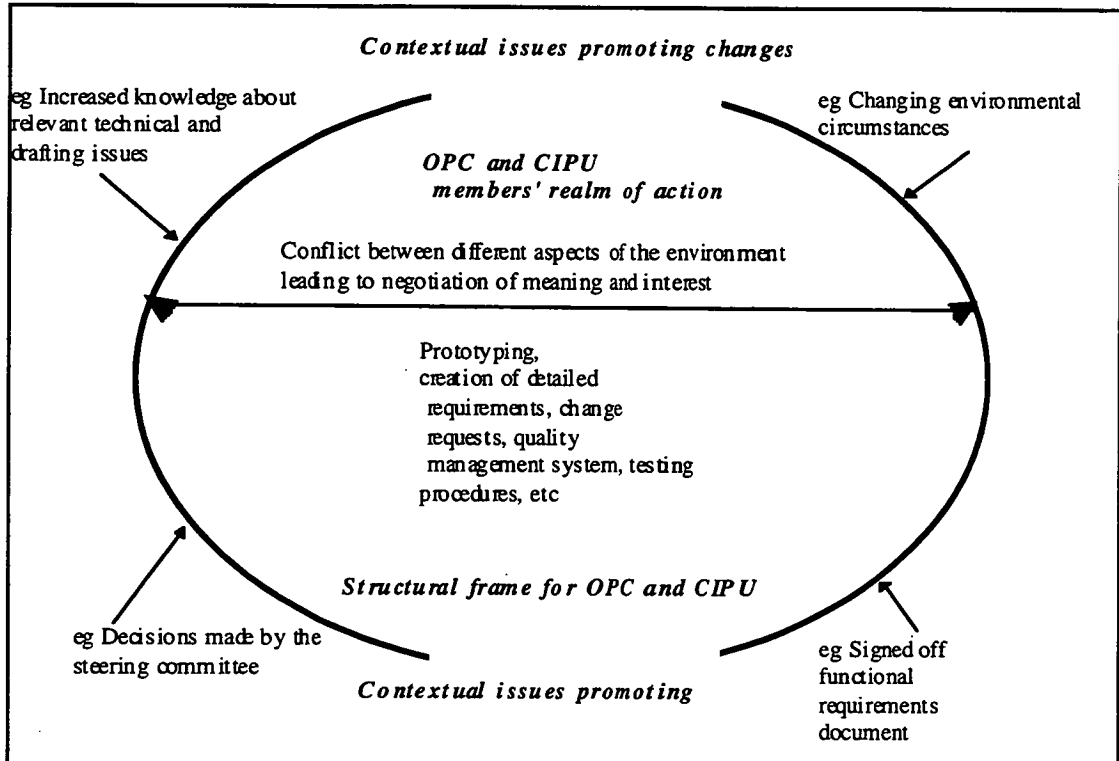 Contextual issues promoting changes
eg Increased knowledge about
relevant technical and
drafting issues
eg Changing environmental
circumstances
OPC and CIPU
members' realm of action
Conflict between different aspects of the environment
leading to negotiation of meaning and interest
Prototyping,
creation of detailed
requirements, change
requests, quality
management system, testing
procedures, etc
Structural frame for OPC and CIPU
eg Decisions made by the
steering committee
eg Signed off
functional
requirements
document
Contextual issues promoting